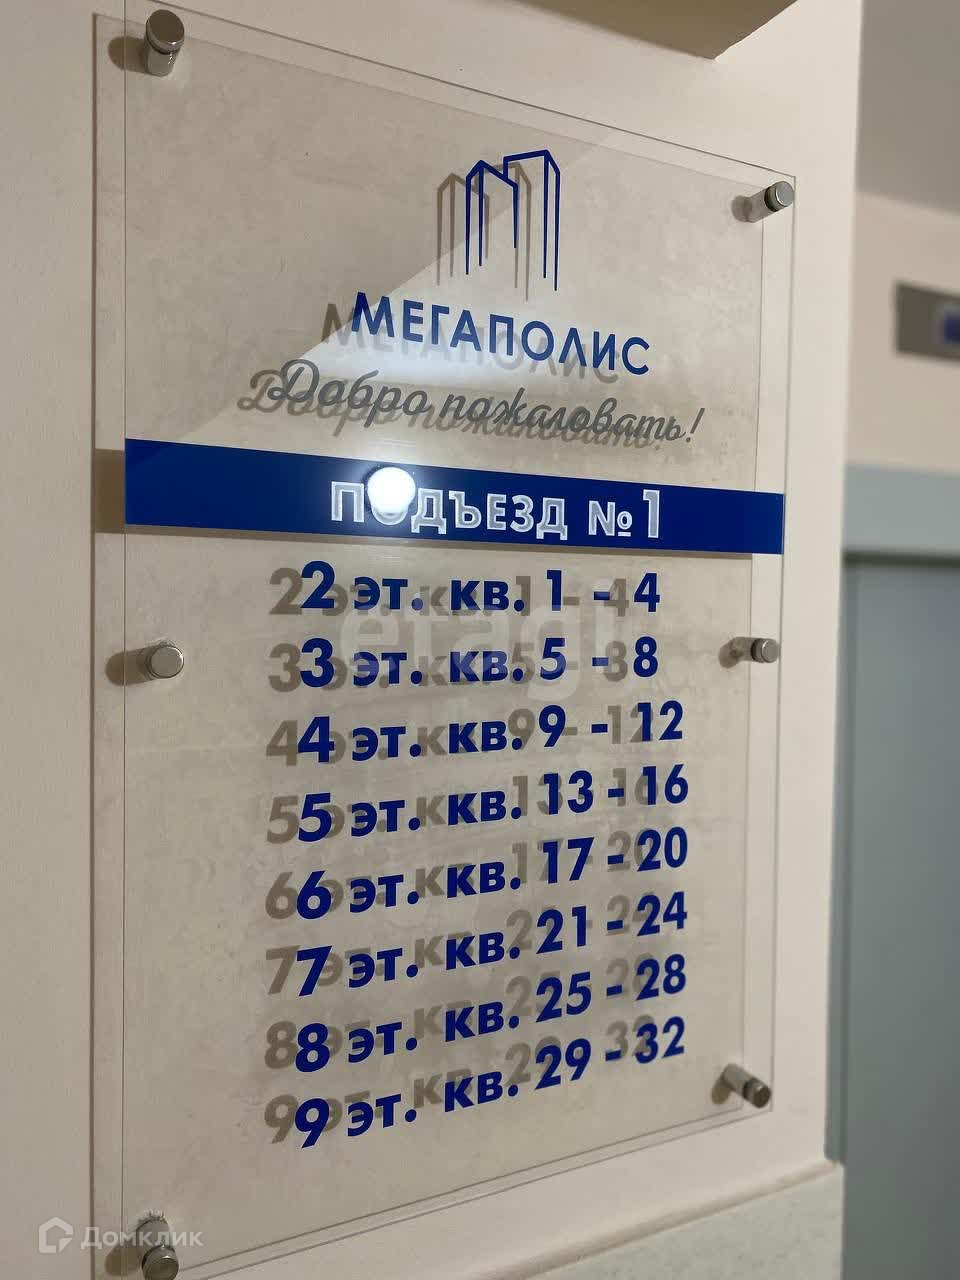 МЕГАПОЛИС
Добро пожаловать!
ПОДЪЕЗД №1
2 эт. кв. 1 - 4
3 эт. кв. 5 - 8
4 эт. кв. 9 - 12
5 эт. кв. 13 - 16
6 эт. кв. 17 - 20
7 эт. кв. 21 - 24
8 эт. кв. 25 - 28
9 эт. кв. 29 - 32
etagi
Домклик